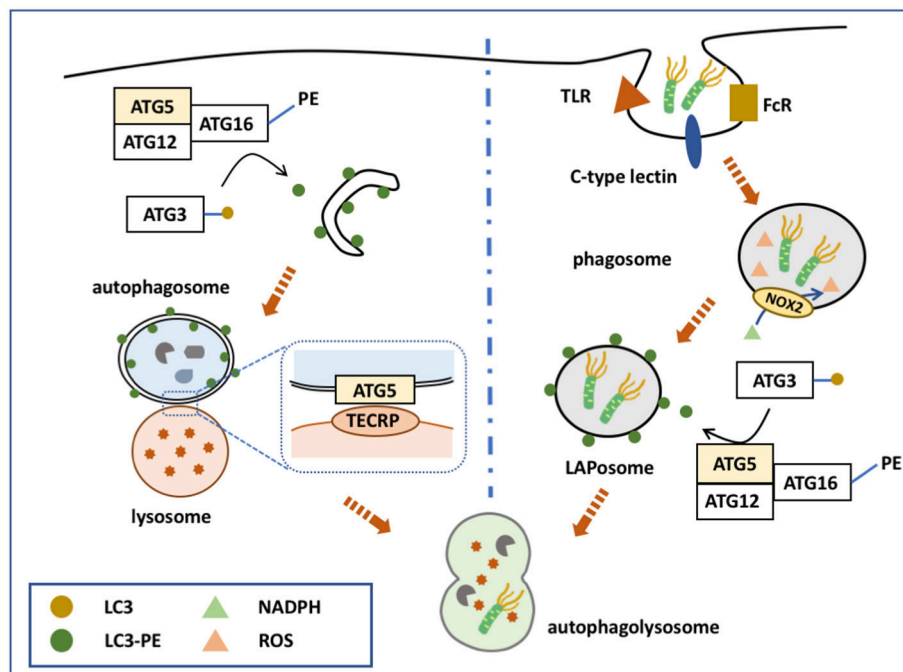 PE
ATG5
ATG16
ATG12
ATG3
autophagosome
ATG5
TECRP
lysosome
TLR
FcR
C-type lectin
phagosome
NOX2
ATG3
LAPosome
ATG5
PE
ATG16
ATG12
autophagolysosome
LC3
NADPH
LC3-PE
ROS